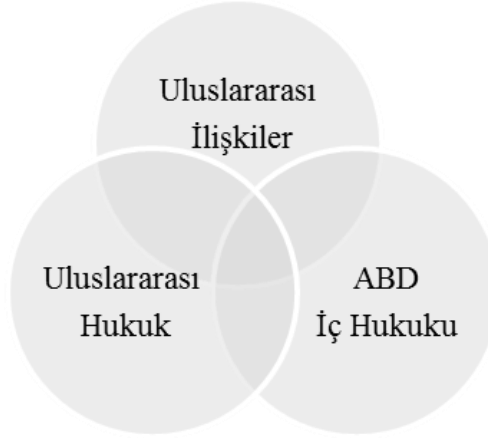 Uluslararası
İlişkiler
Uluslararası
Hukuk
ABD
İç Hukuku